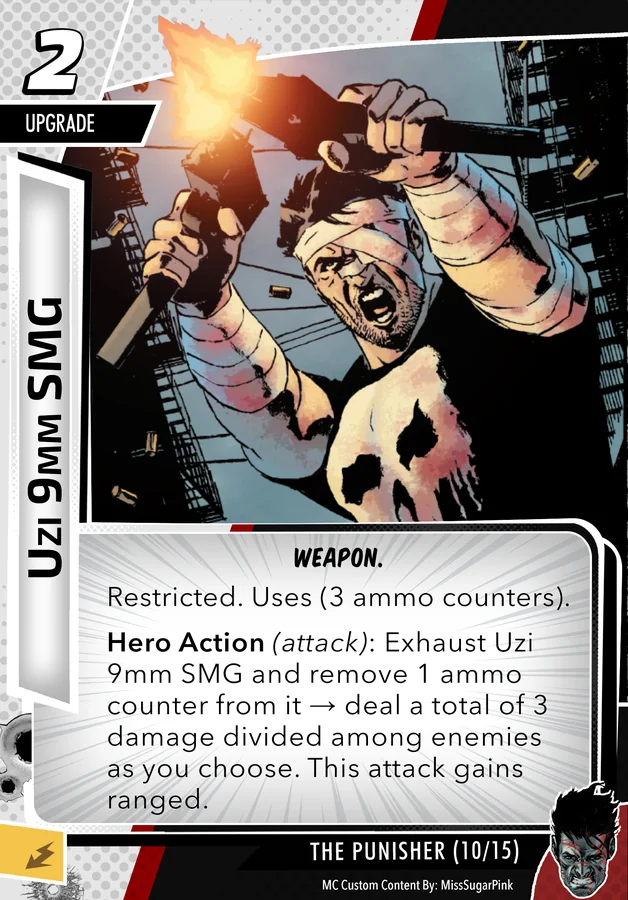 2
UPGRADE
Uzi 9mm SMG
WEAPON.
Restricted. Uses (3 ammo counters).
Hero Action (attack): Exhaust Uzi
9mm SMG and remove 1 ammo
counter from it → deal a total of 3
damage divided among enemies
as you choose. This attack gains
ranged.
THE PUNISHER (10/15)
MC Custom Content By: MissSugarPink